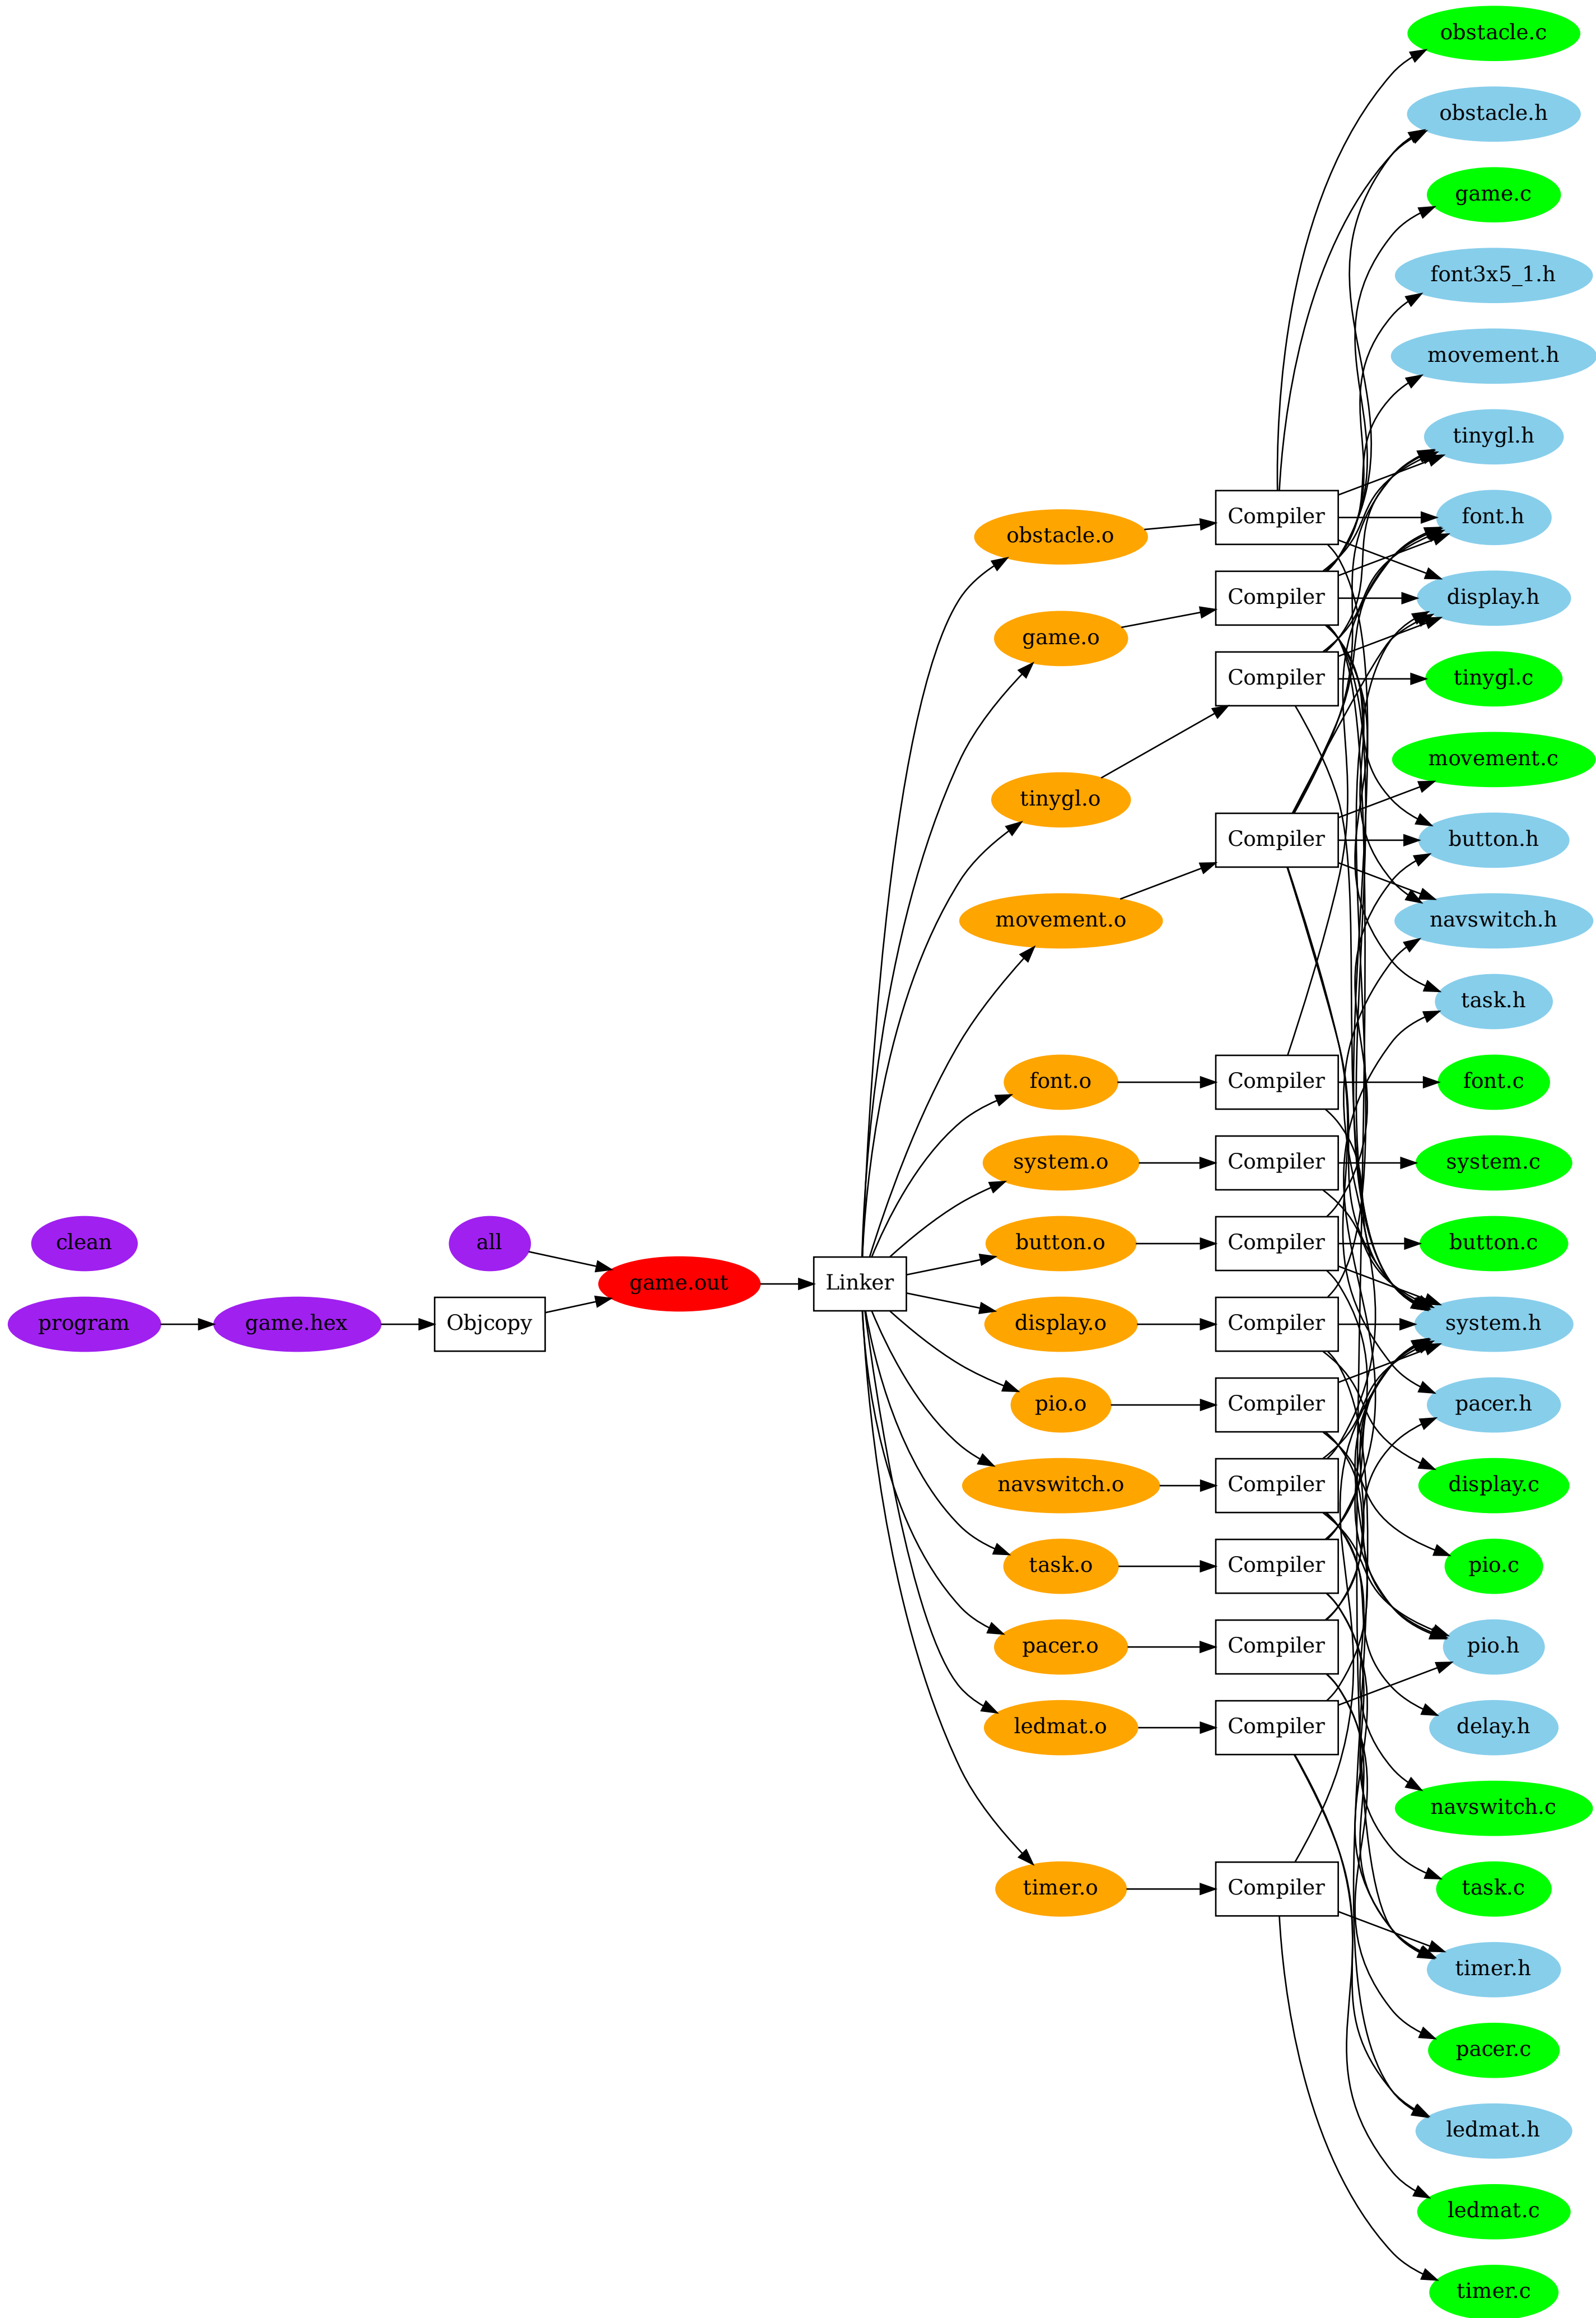 clean
program
game.hex
all
Objcopy
game.out
Linker
obstacle.o
game.o
tinygl.o
movement.o
font.o
system.o
button.o
display.o
pio.o
navswitch.o
task.o
pacer.o
ledmat.o
timer.o
Compiler
Compiler
Compiler
Compiler
Compiler
Compiler
Compiler
Compiler
Compiler
Compiler
Compiler
Compiler
Compiler
Compiler
obstacle.c
obstacle.h
game.c
font3x5_1.h
movement.h
tinygl.h
font.h
display.h
tinygl.c
movement.c
button.h
navswitch.h
task.h
font.c
system.c
button.c
system.h
pacer.h
display.c
pio.c
pio.h
delay.h
navswitch.c
task.c
timer.h
pacer.c
ledmat.h
ledmat.c
timer.c